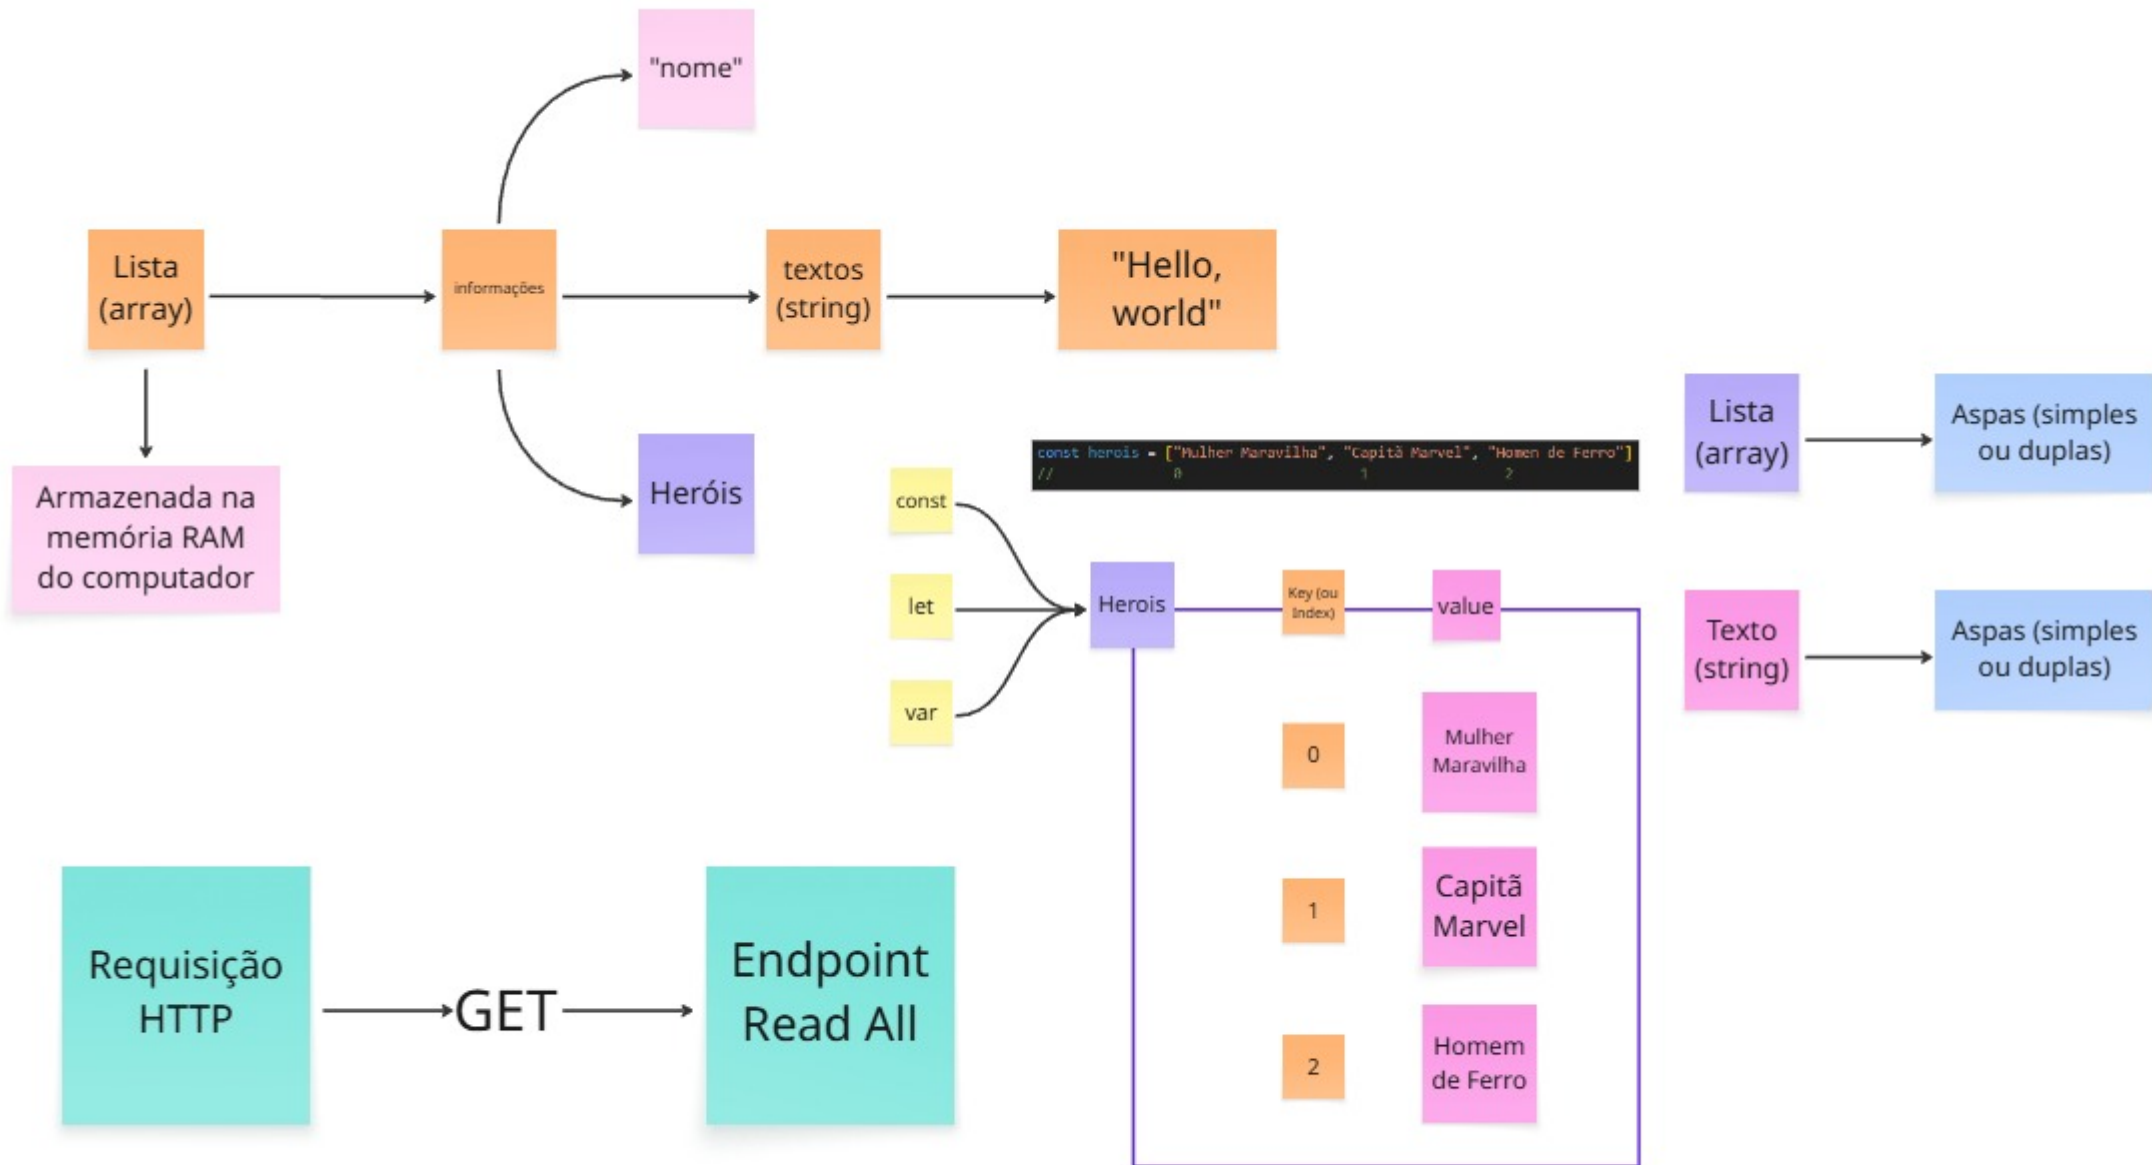 "nome"
Lista
(array)
informações
textos
(string)
"Hello,
world"
Armazenada na
memória RAM
do computador
Heróis
const herois = ["Mulher Maravilha", "Capitã Marvel", "Homen de Ferro"]
// 0 1 2
Lista
(array)
Aspas (simples
ou duplas)
const
let
var
Herois
Key (ou
Index)
value
Texto
(string)
Aspas (simples
ou duplas)
0
Mulher
Maravilha
1
Capitã
Marvel
2
Homem
de Ferro
Requisição
HTTP
GET
Endpoint
Read All